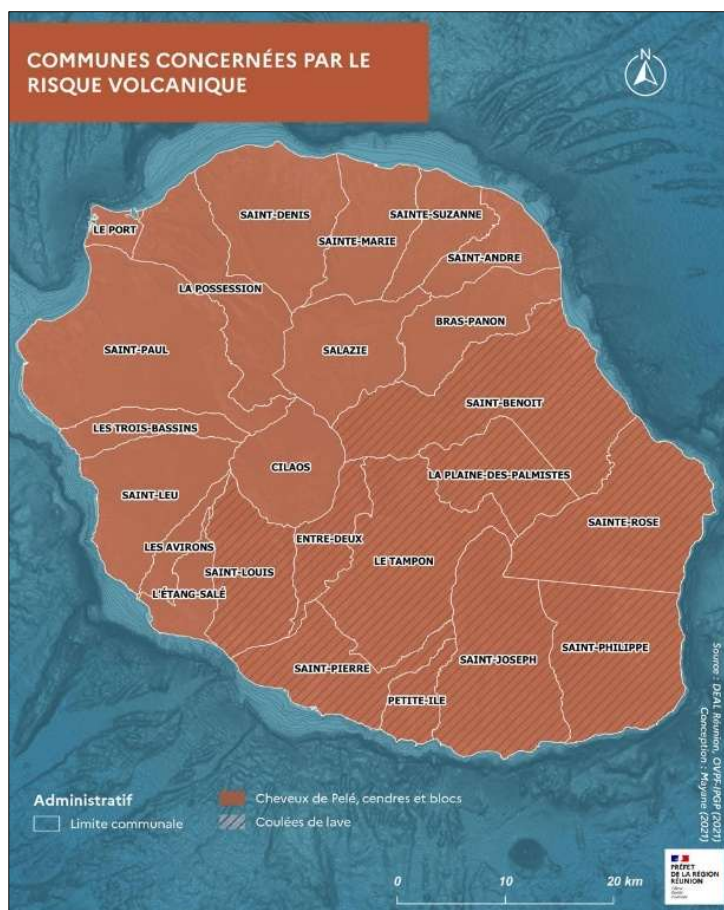 COMMUNES CONCERNÉES PAR LE
RISQUE VOLCANIQUE
N
SAINT-DENIS
SAINTE-SUZANNE
LE PORT
SAINTE-MARIE
SAINT-ANDRE
LA POSSESSION
BRAS-PANON
SAINT-PAUL
SALAZIE
SAINT-BENOIT
LES TROIS-BASSINS
CILAOS
LA PLAINE-DES-PALMISTES
SAINT-LEU
SAINTE-ROSE
ENTRE-DEUX
LES AVIRONS
LE TAMPON
SAINT-LOUIS
L'ÉTANG-SALÉ
SAINT-PHILIPPE
SAINT-JOSEPH
SAINT-PIERRE
PETITE-ILE
Source : DEAL Réunion, OVPF-IPGP (2021)
Conception : Mayane (2021)
Administratif
Limite communale
Cheveux de Pelé, cendres et blocs
Coulées de lave
0 10 20 km
PRÉFET
DE LA RÉGION
RÉUNION